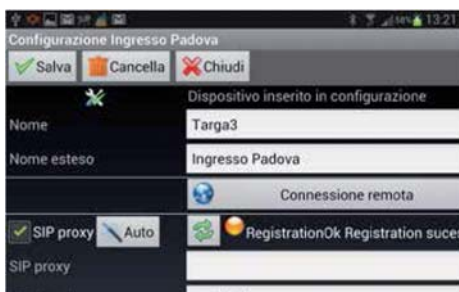 13:21
Configurazione Ingresso Padova
Salva Cancella Chiudi
Dispositivo inserito in configurazione
Nome Targa3
Nome esteso Ingresso Padova
Connessione remota
SIP proxy Auto RegistrationOk Registration suces
SIP proxy